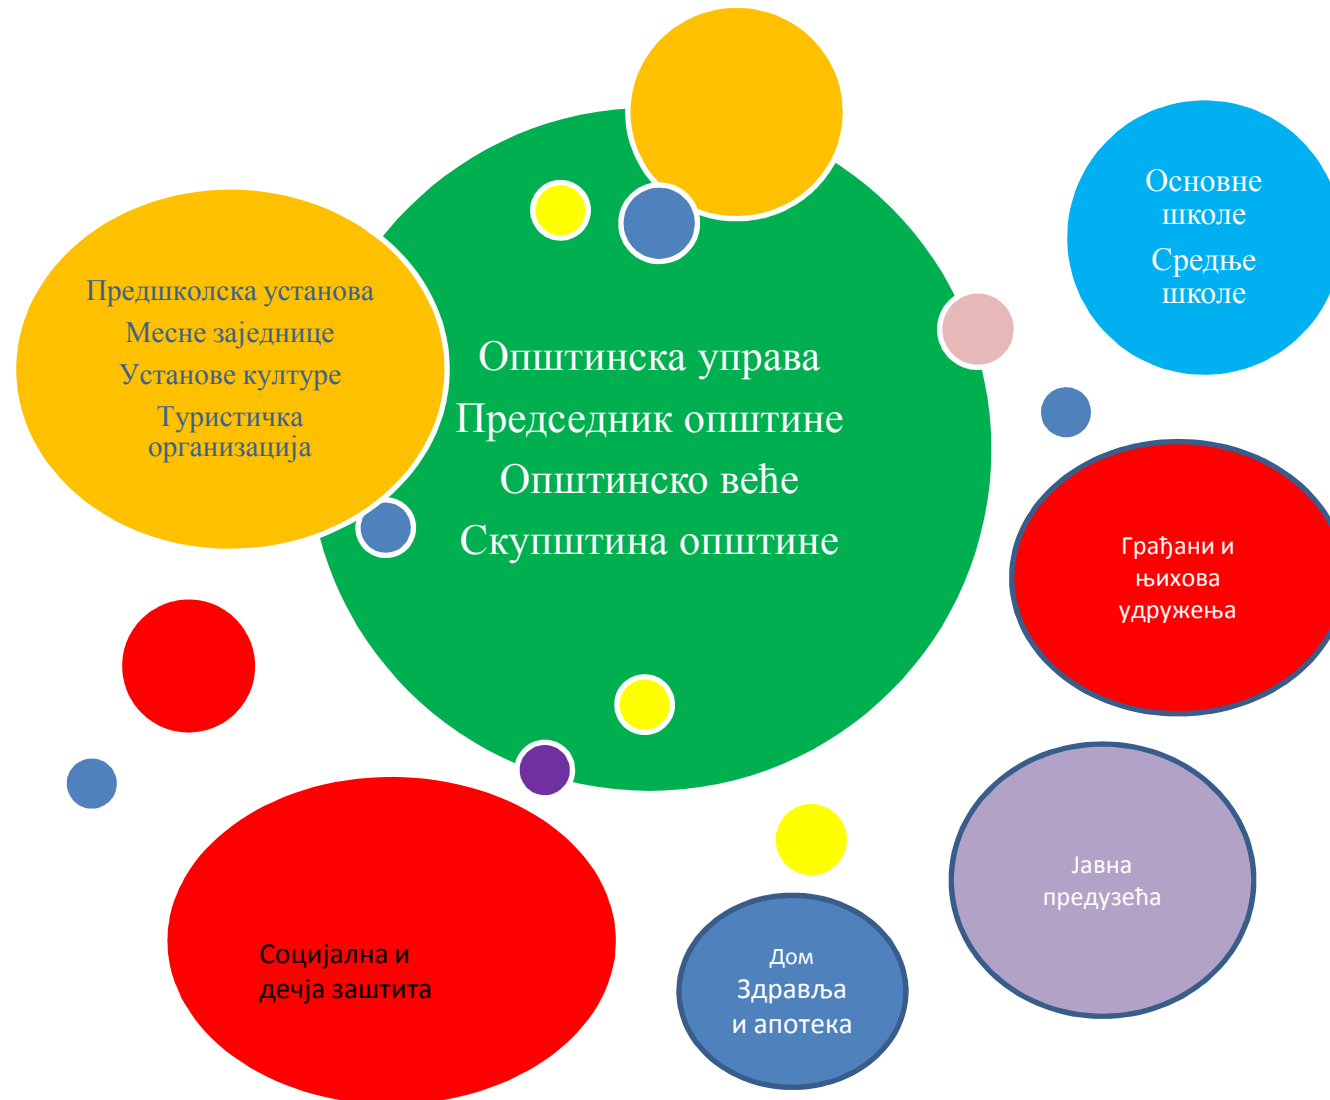 Основне
школе
Средње
школе
Предшколска установа
Месне заједнице
Установе културе
Туристичка
организација
Општинска управа
Председник општине
Општинско веће
Скупштина општине
Грађани и
њихова
удружења
Јавна
предузећа
Социјална и
дечја заштита
Дом
Здравља
и апотека